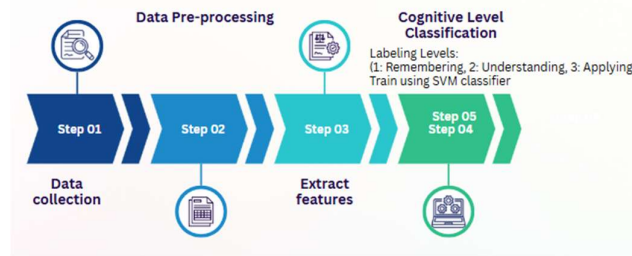 Data Pre-processing
Cognitive Level
Classification
Labeling Levels:
(1: Remembering, 2: Understanding, 3: Applying
Train using SVM classifier
Step 01
Step 02
Step 03
Step 05
Step 04
Data
collection
Extract
features